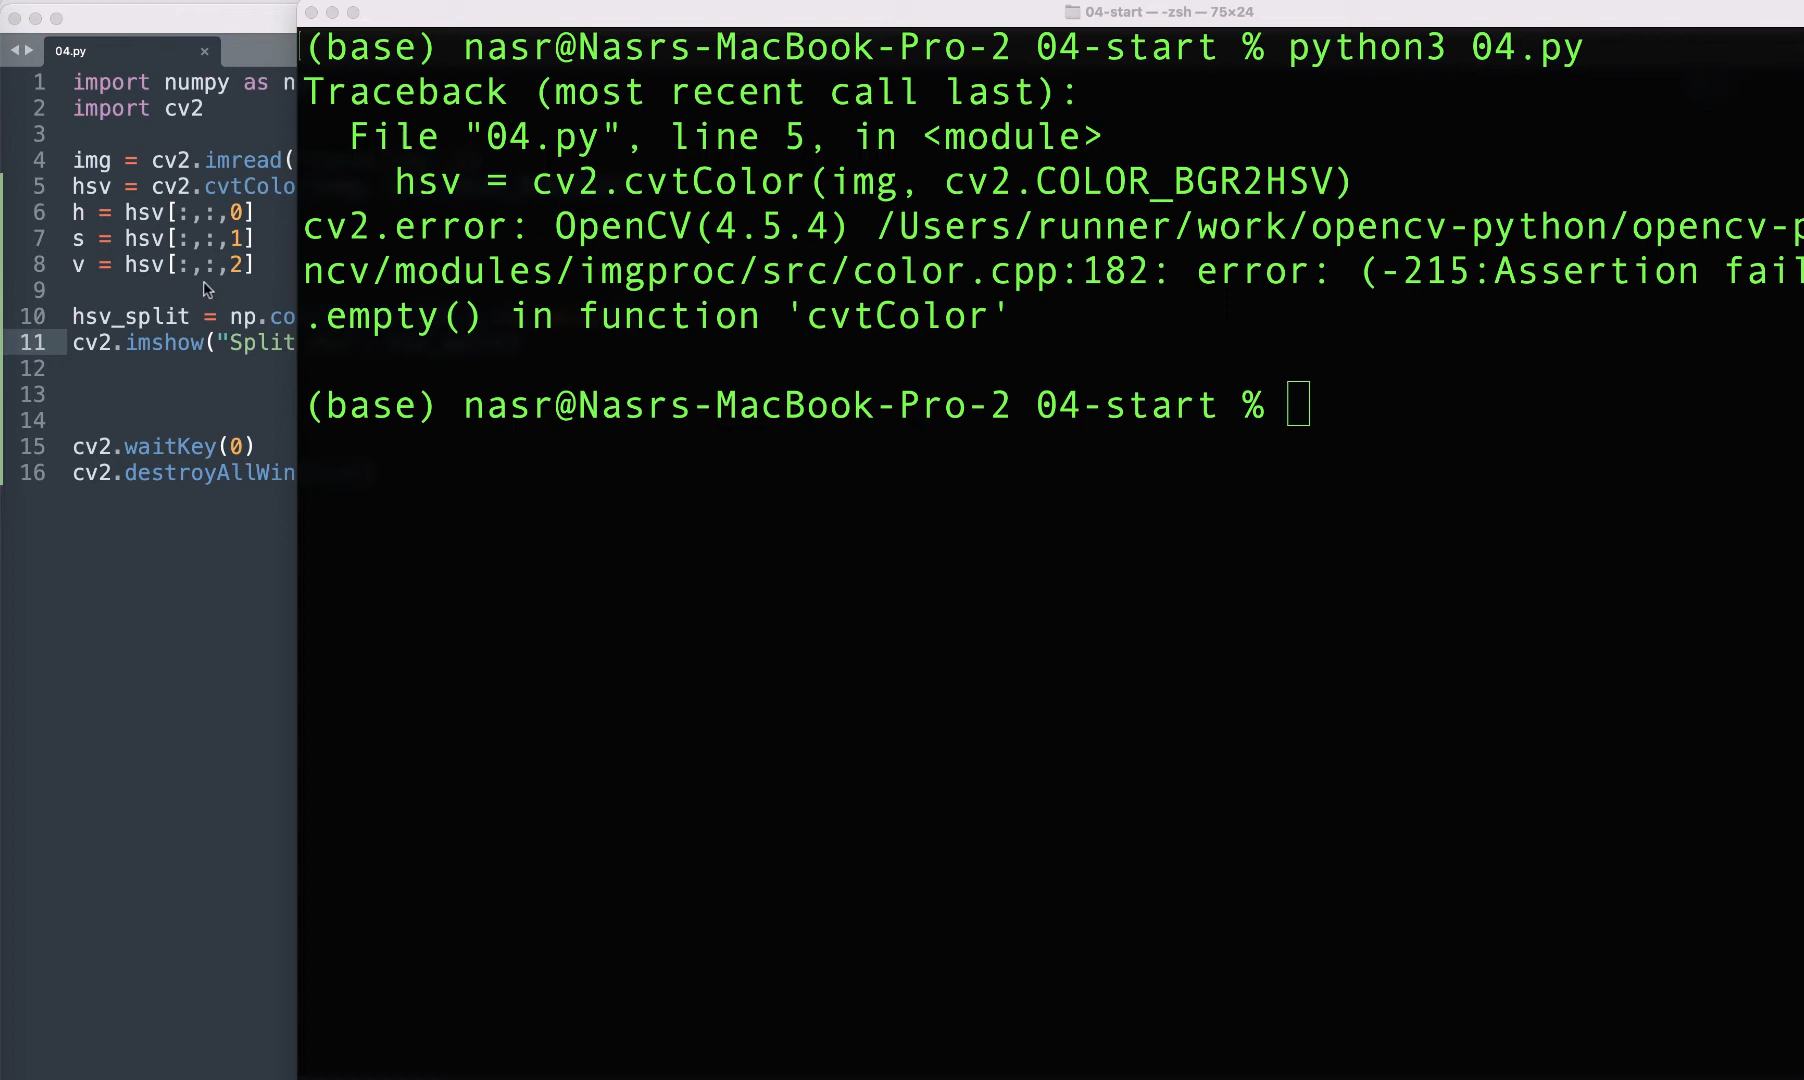 04.py
1 import numpy as n
2 import cv2
3
4 img = cv2.imread(
5 hsv = cv2.cvtColo
6 h = hsv[:,:,0]
7 s = hsv[:,:,1]
8 v = hsv[:,:,2]
9
10 hsv_split = np.co
11 cv2.imshow("Split
12
13
14
15 cv2.waitKey(0)
16 cv2.destroyAllWin
04-start — -zsh — 75×24
(base) nasr@Nasrs-MacBook-Pro-2 04-start % python3 04.py
Traceback (most recent call last):
File "04.py", line 5, in <module>
hsv = cv2.cvtColor(img, cv2.COLOR_BGR2HSV)
cv2.error: OpenCV(4.5.4) /Users/runner/work/opencv-python/opencv-p
ncv/modules/imgproc/src/color.cpp:182: error: (-215:Assertion fail
.empty() in function 'cvtColor'
(base) nasr@Nasrs-MacBook-Pro-2 04-start %